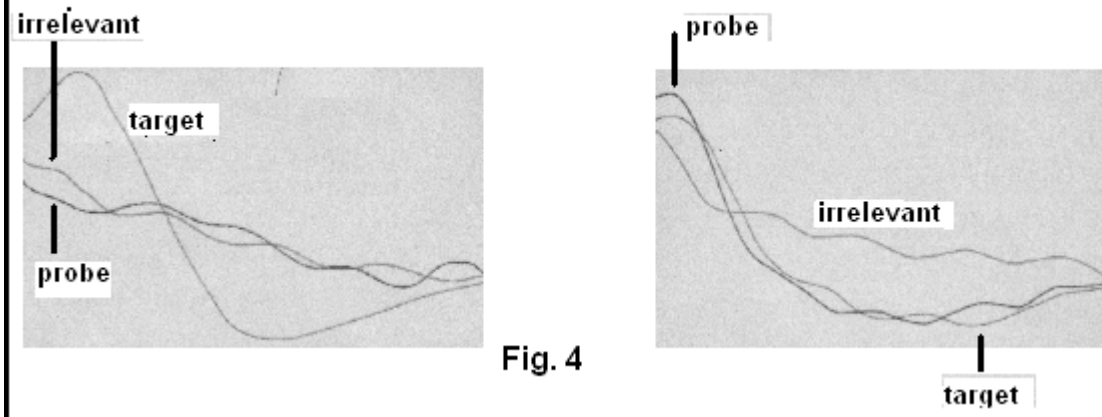 irrelevant
target
probe
Fig. 4
probe
irrelevant
target